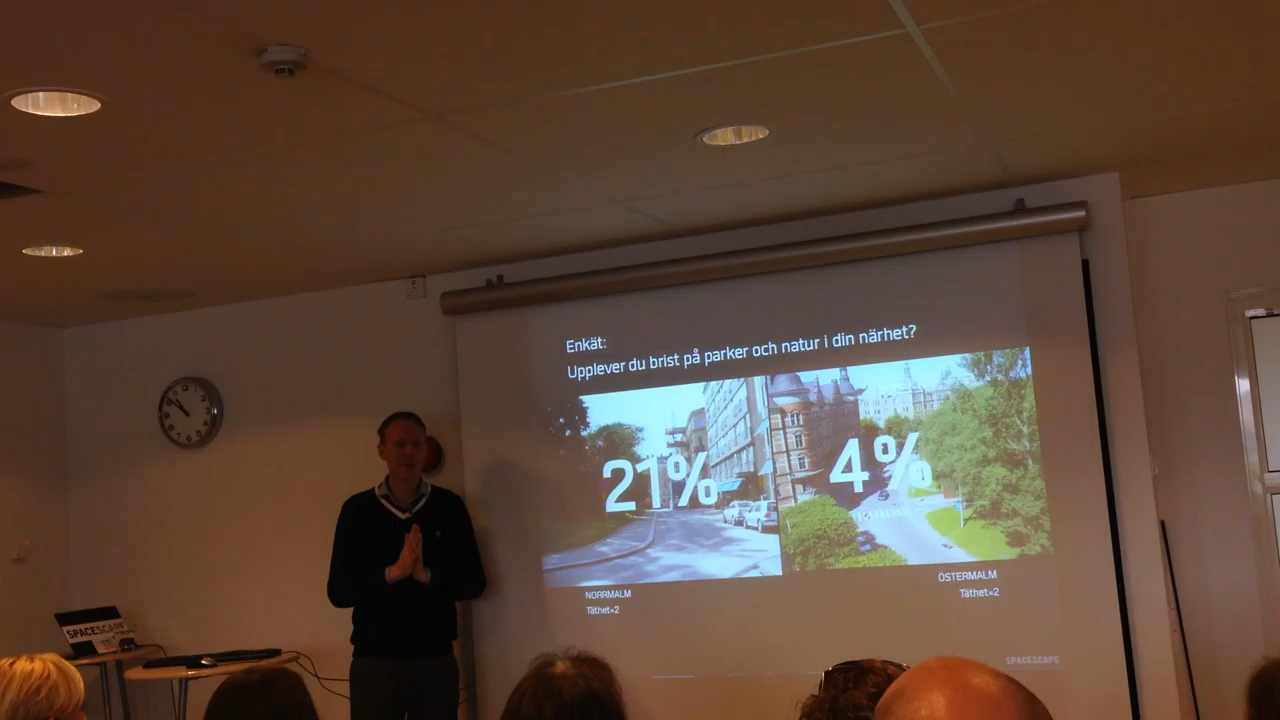 Enkät:
Upplever du brist på parker och natur i din närhet?
21%
4%
NORRMALM
Täthet=2
ÖSTERMALM
Täthet=2
SPACESCAPE
SPACESCAPE